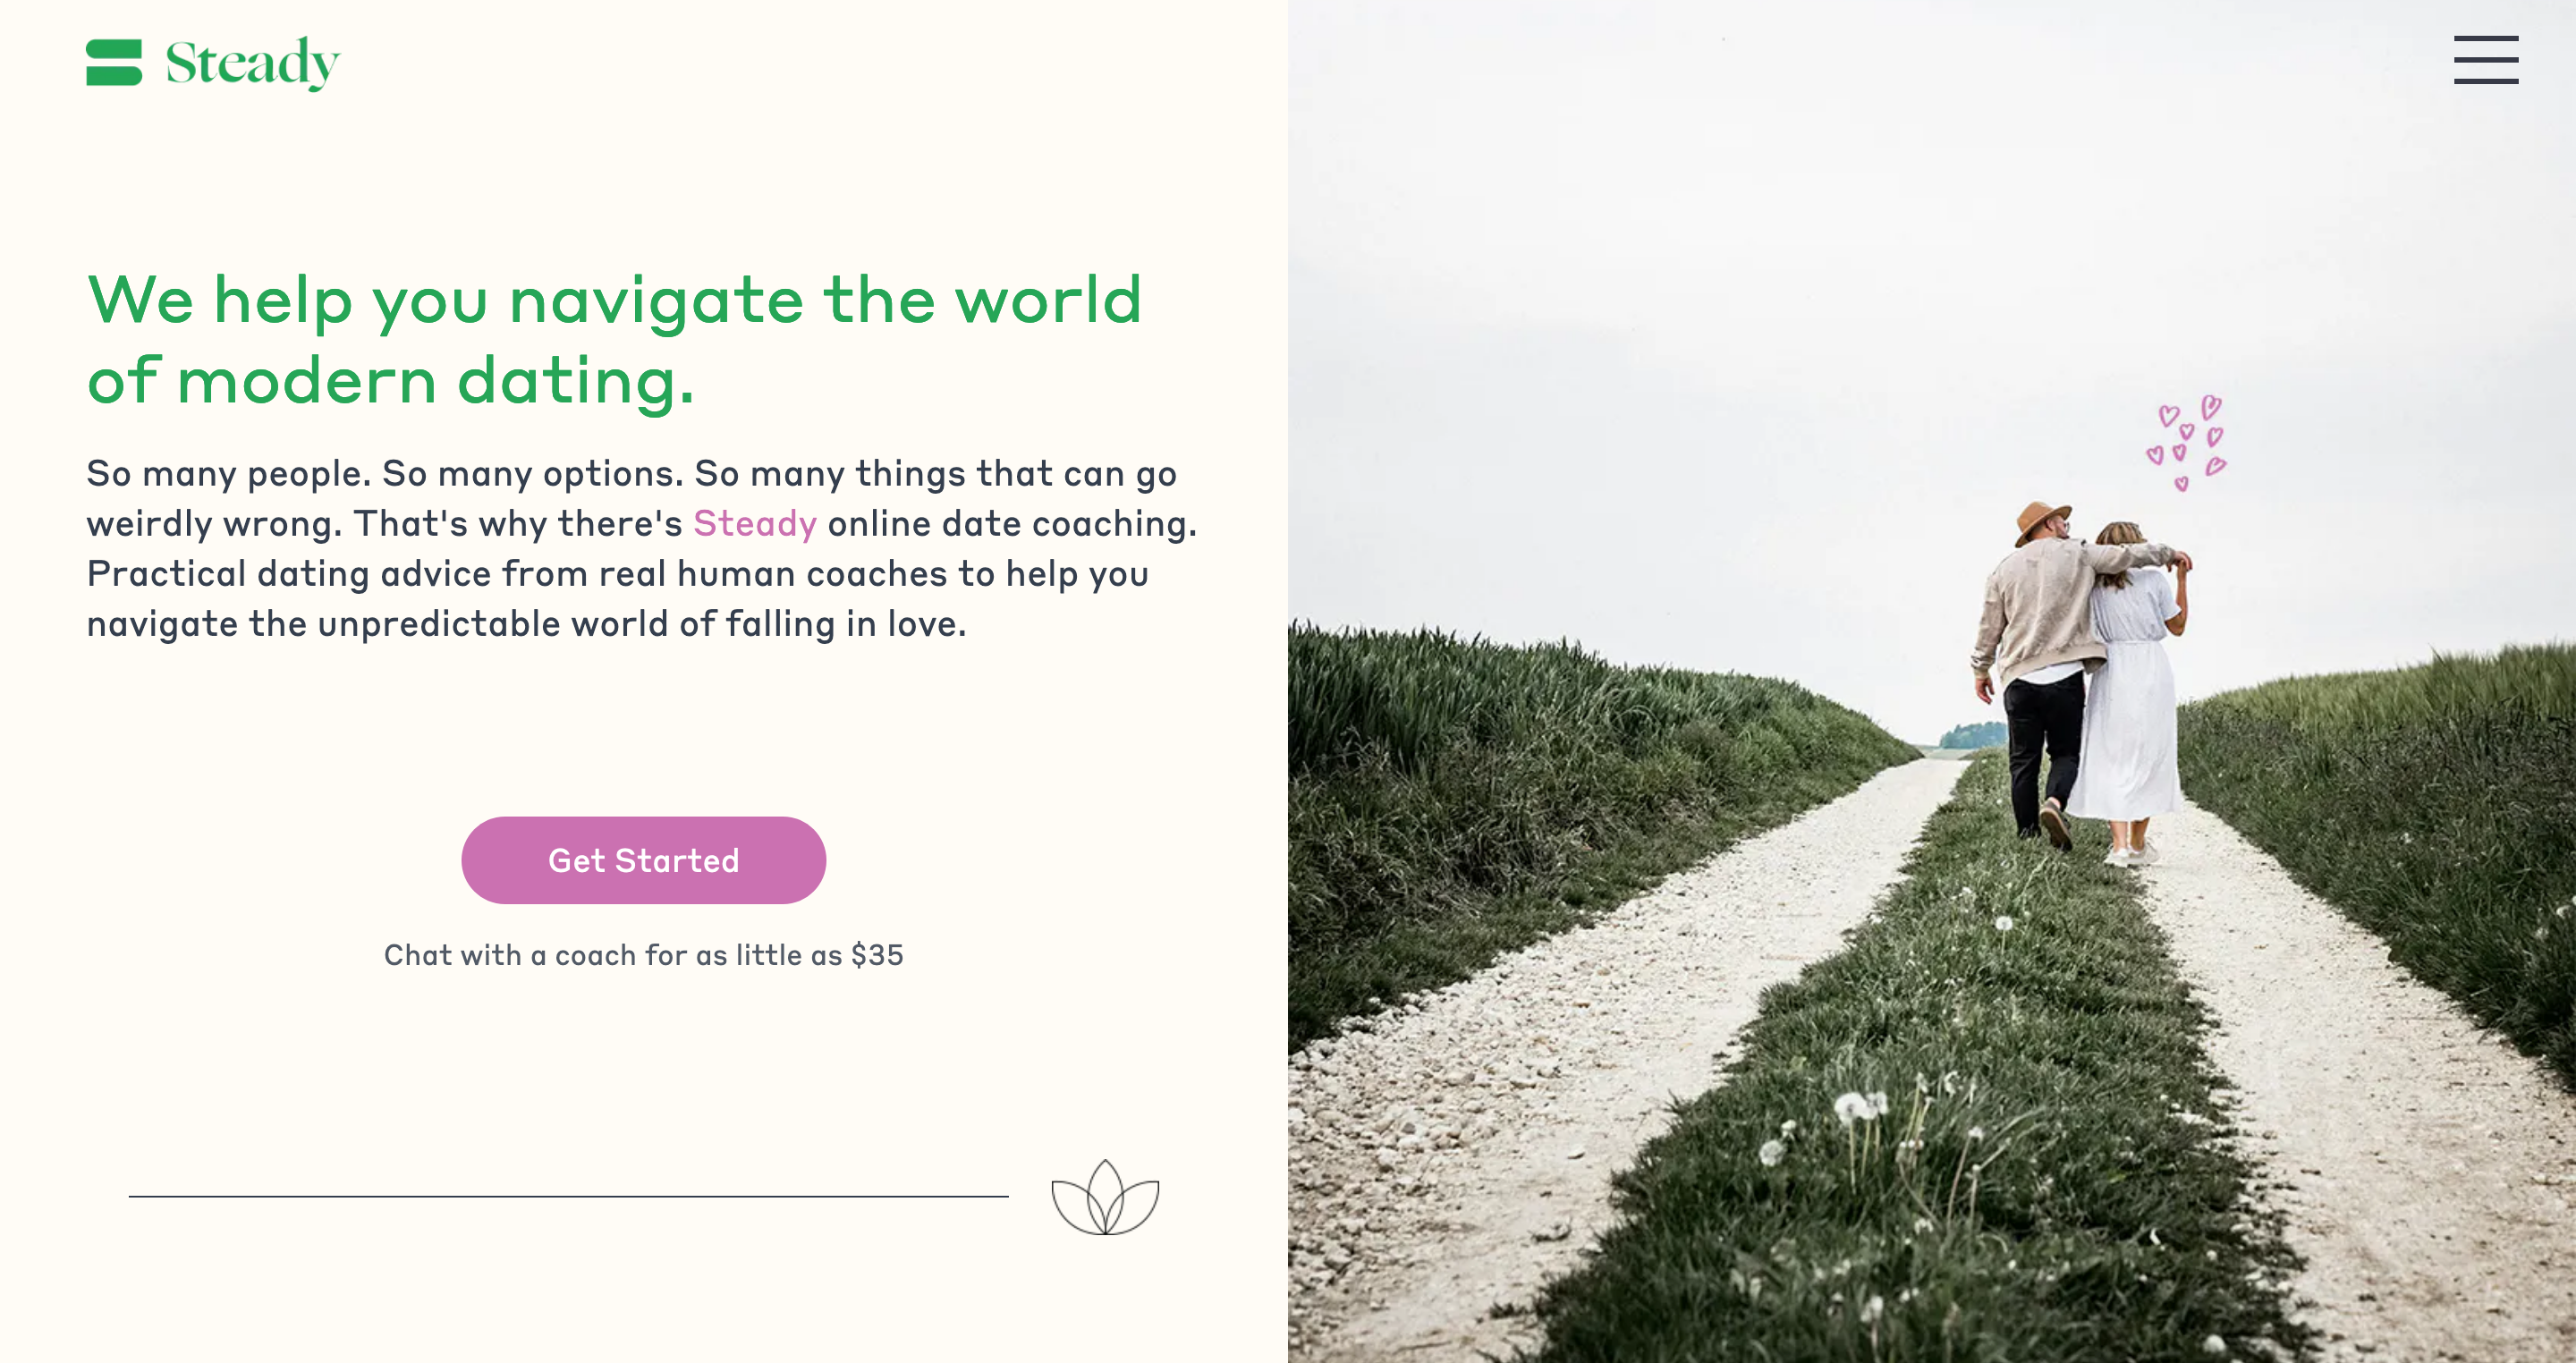 Steady
We help you navigate the world
of modern dating.
So many people. So many options. So many things that can go
weirdly wrong. That's why there's Steady online date coaching.
Practical dating advice from real human coaches to help you
navigate the unpredictable world of falling in love.
Get Started
Chat with a coach for as little as $35